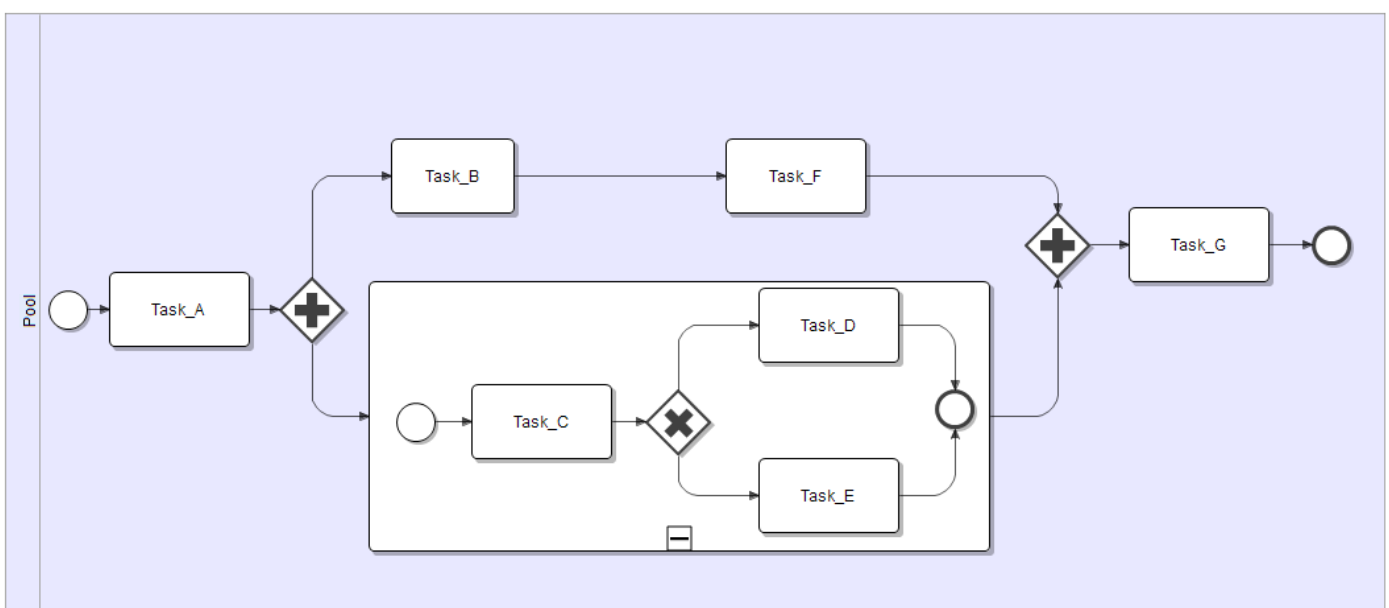 Pool
Task_A
Task_B
Task_F
Task_C
Task_D
Task_E
Task_G